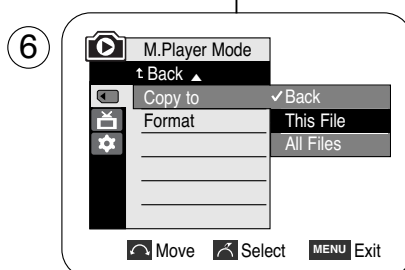 6
M.Player Mode
Back
Copy to ✓Back
Format This File
All Files
Move Select MENU Exit